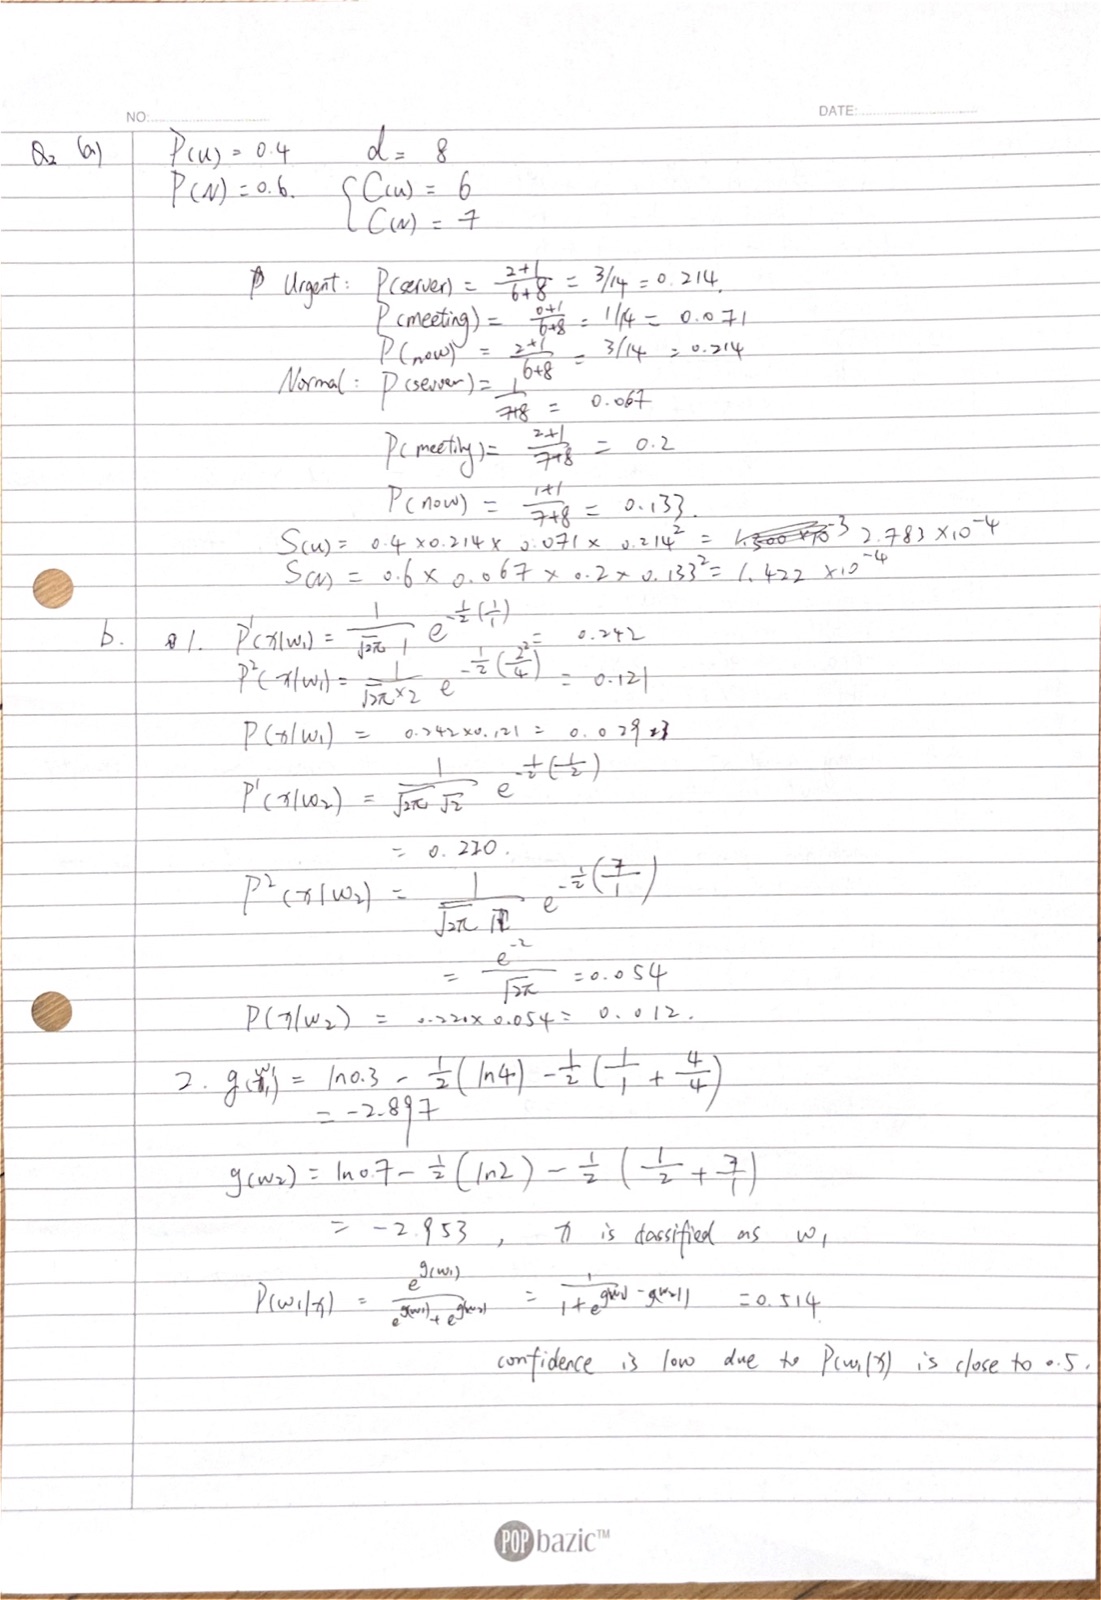 NO: DATE:
Q2 (a) P(U) = 0.4 d = 8
P(N) = 0.6. { C(U) = 6
C(N) = 7
Urgent: P(server) = 2+1/6+8 = 3/14 = 0.214.
P(meeting) = 0+1/6+8 = 1/14 = 0.071
P(now) = 2+1/6+8 = 3/14 = 0.214
Normal: P(server) = 1/7+8 = 0.067
P(meeting) = 2+1/7+8 = 0.2
P(now) = 1+1/7+8 = 0.133.
S(U) = 0.4 × 0.214 × 0.071 × 0.214² = 2.783 × 10⁻⁴
S(N) = 0.6 × 0.067 × 0.2 × 0.133² = 1.422 × 10⁻⁴
b. 1. P¹(x|w₁) = 1/√2π 1 e^-½(1/1) = 0.242
P²(x|w₁) = 1/√2π×2 e^-½(2²/4) = 0.121
P(x|w₁) = 0.242×0.121 = 0.029
P¹(x|w₂) = 1/√2π √2 e^-½(1/2)
= 0.220.
P²(x|w₂) = 1/√2π e^-½(7/1)
= e⁻²/√2π = 0.054
P(x|w₂) = 0.220×0.054 = 0.012.
2. g(w₁) = ln0.3 - ½(ln4) - ½(1/1 + 4/4)
= -2.897
g(w₂) = ln0.7 - ½(ln2) - ½(1/2 + 7/1)
= -2.953, x is classified as w₁
P(w₁|x) = e^g(w₁)/e^g(w₁)+e^g(w₂) = 1/1+e^g(w₁)-g(w₂) = 0.514
confidence is low due to P(w₁|x) is close to 0.5.
POP bazic™